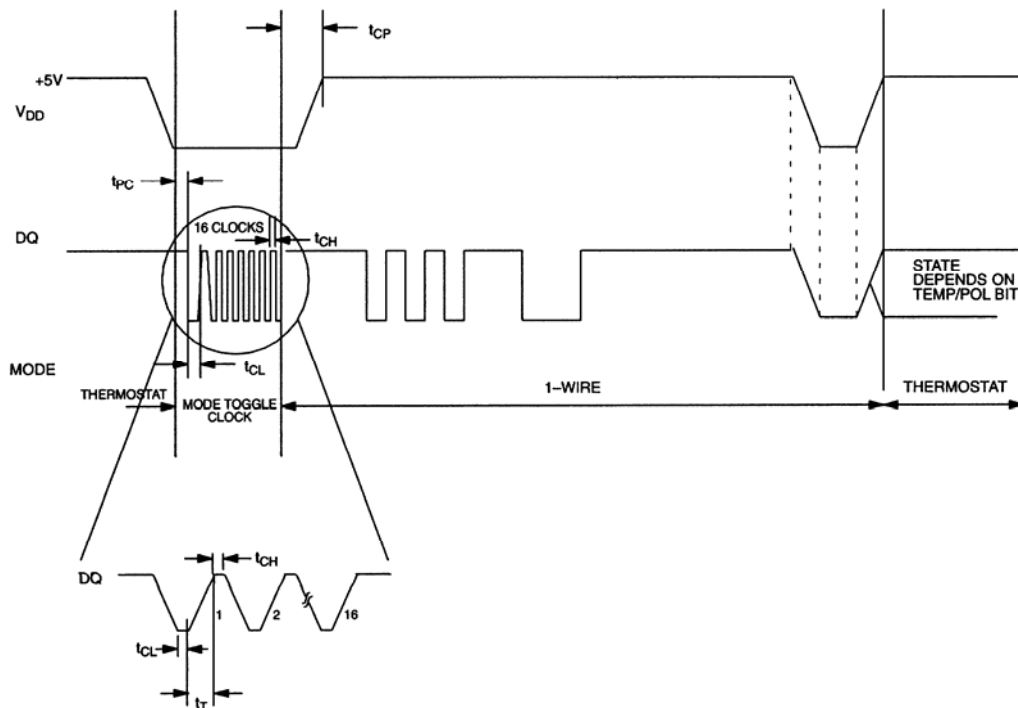 tCP
+5V
VDD
tPC
16 CLOCKS
tCH
DQ
STATE
DEPENDS ON
TEMP/POL BIT
tCL
MODE
THERMOSTAT
MODE TOGGLE
CLOCK
1–WIRE
THERMOSTAT
tCH
DQ
1
2
16
tCL
tT